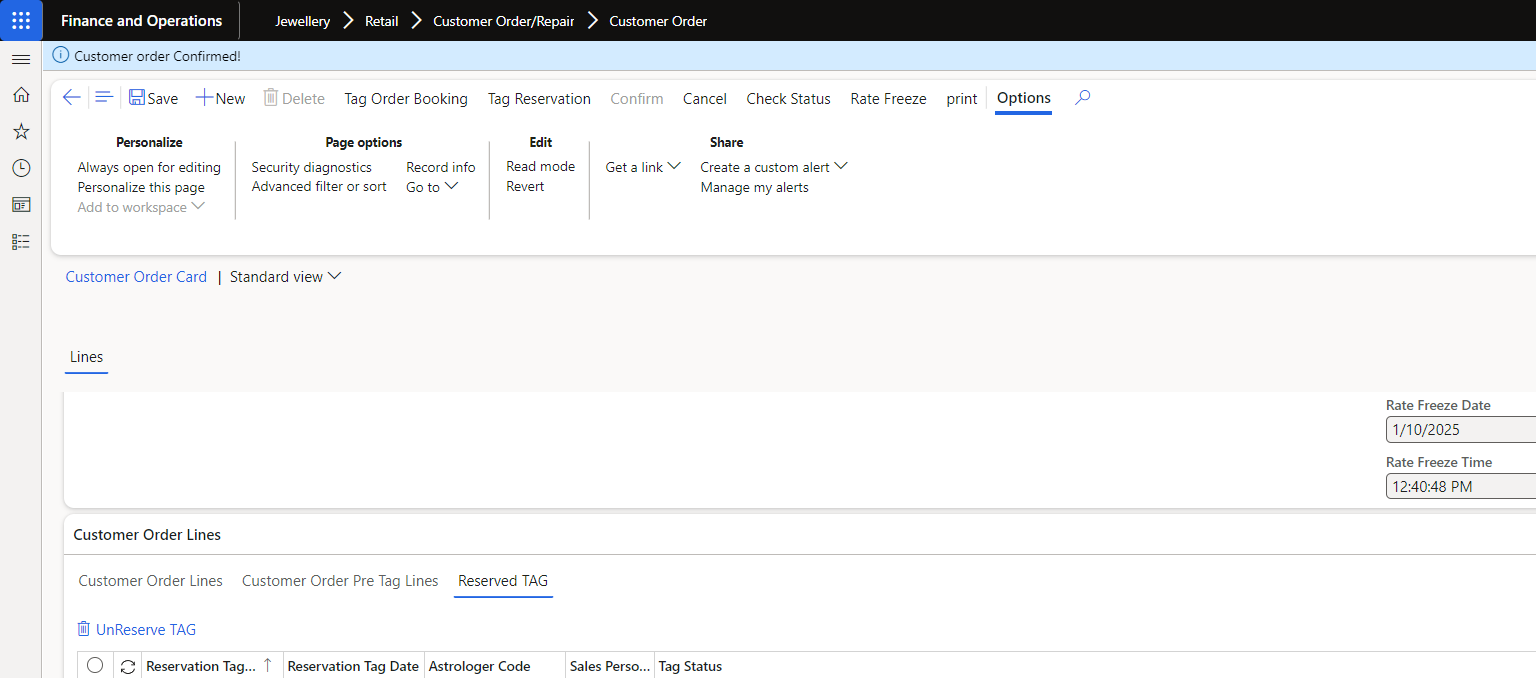 Finance and Operations
Jewellery Retail Customer Order/Repair Customer Order
Customer order Confirmed!
Save New Delete Tag Order Booking Tag Reservation Confirm Cancel Check Status Rate Freeze print Options
Personalize Page options Edit Share
Always open for editing Security diagnostics Record info Read mode Get a link Create a custom alert
Personalize this page Advanced filter or sort Go to Revert Manage my alerts
Add to workspace
Customer Order Card | Standard view
Lines
Rate Freeze Date
1/10/2025
Rate Freeze Time
12:40:48 PM
Customer Order Lines
Customer Order Lines Customer Order Pre Tag Lines Reserved TAG
UnReserve TAG
Reservation Tag... Reservation Tag Date Astrologer Code Sales Perso... Tag Status